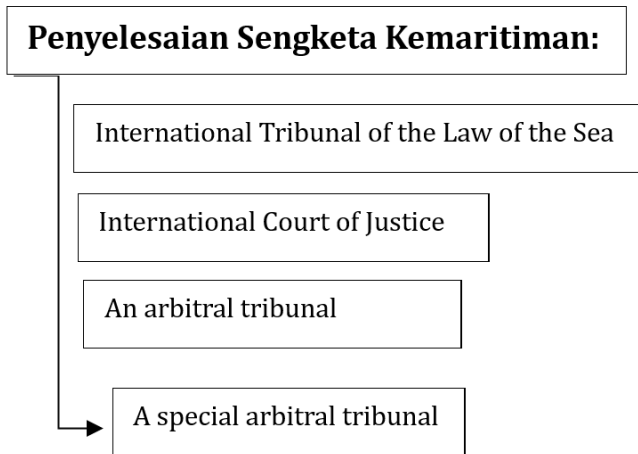 Penyelesaian Sengketa Kemaritiman:
International Tribunal of the Law of the Sea
International Court of Justice
An arbitral tribunal
A special arbitral tribunal